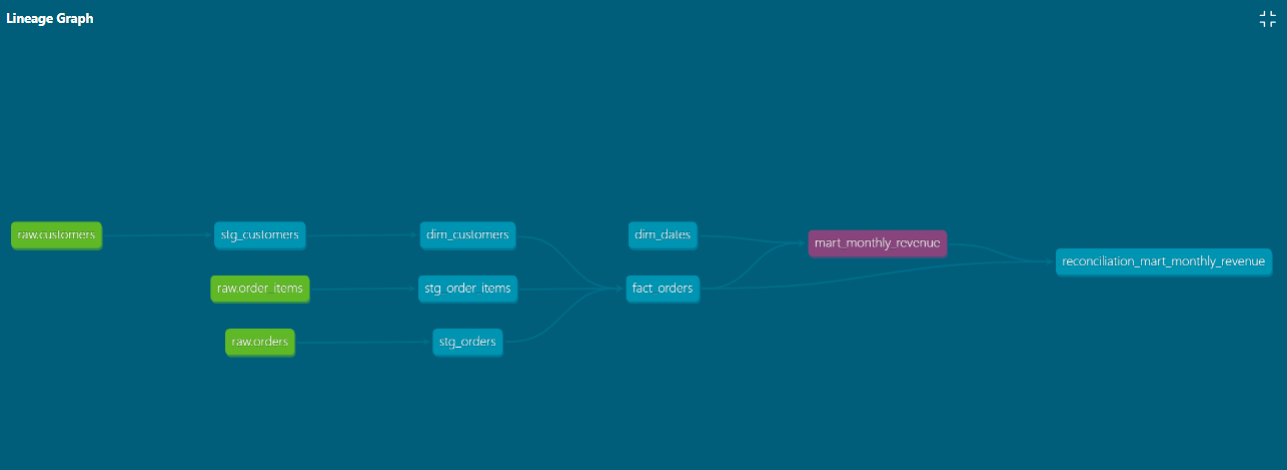 Lineage Graph
raw.customers
stg_customers
dim_customers
dim_dates
mart_monthly_revenue
reconciliation_mart_monthly_revenue
raw.order_items
stg_order_items
fact_orders
raw.orders
stg_orders